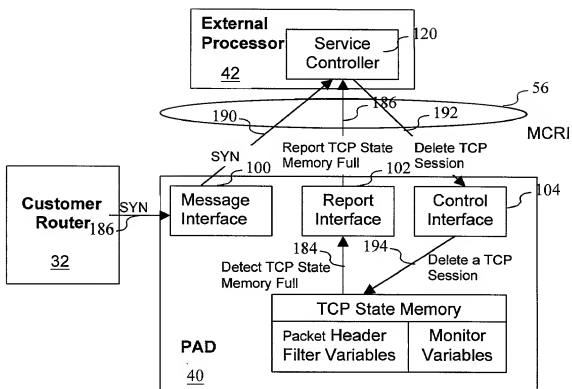 External
Processor
42
Service
Controller
120
56
MCRI
190
186
192
SYN
Report TCP State
Memory Full
Delete TCP
Session
100
102
104
Customer
Router
32
SYN
186
Message
Interface
Report
Interface
Control
Interface
184
194
Detect TCP State
Memory Full
Delete a TCP
Session
TCP State Memory
Packet Header
Filter Variables
Monitor
Variables
PAD
40